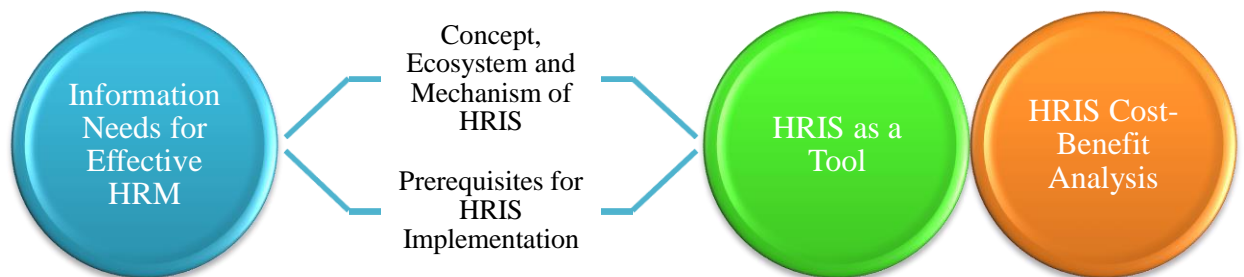 Information
Needs for
Effective
HRM
Concept,
Ecosystem and
Mechanism of
HRIS
Prerequisites for
HRIS
Implementation
HRIS as a
Tool
HRIS Cost-
Benefit
Analysis